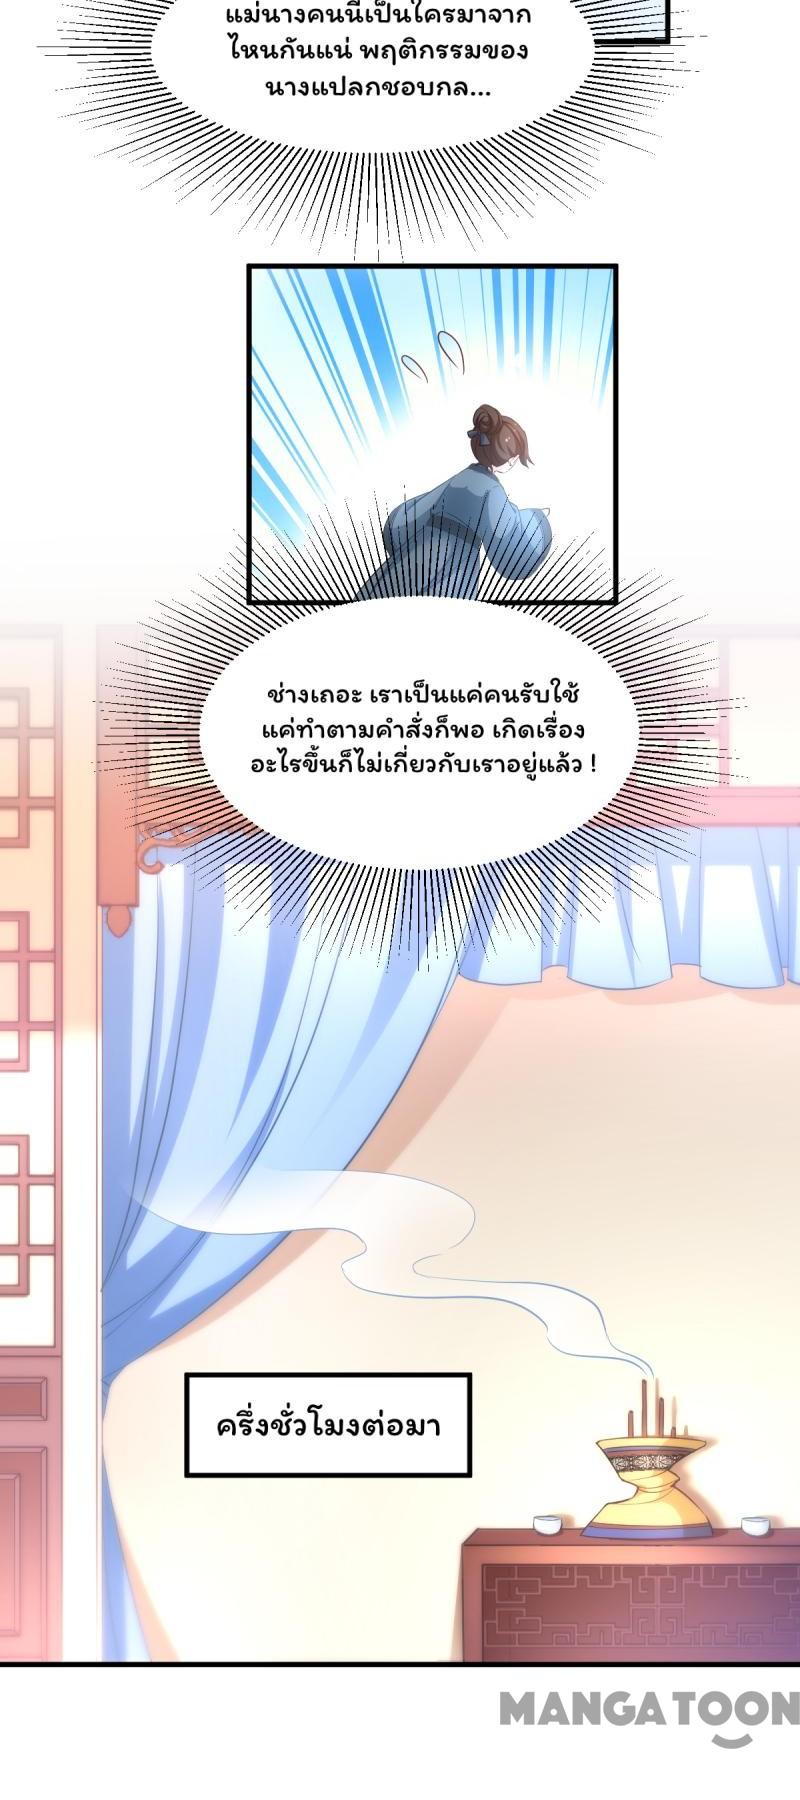 แม่นางคนนี้เป็นใครมาจาก
ไหนกันแน่ พฤติกรรมของ
นางแปลกชอบกล...
ช่างเถอะ เราเป็นแค่คนรับใช้
แค่ทำตามคำสั่งก็พอ เกิดเรื่อง
อะไรขึ้นก็ไม่เกี่ยวกับเราอยู่แล้ว !
ครึ่งชั่วโมงต่อมา
MANGATOON